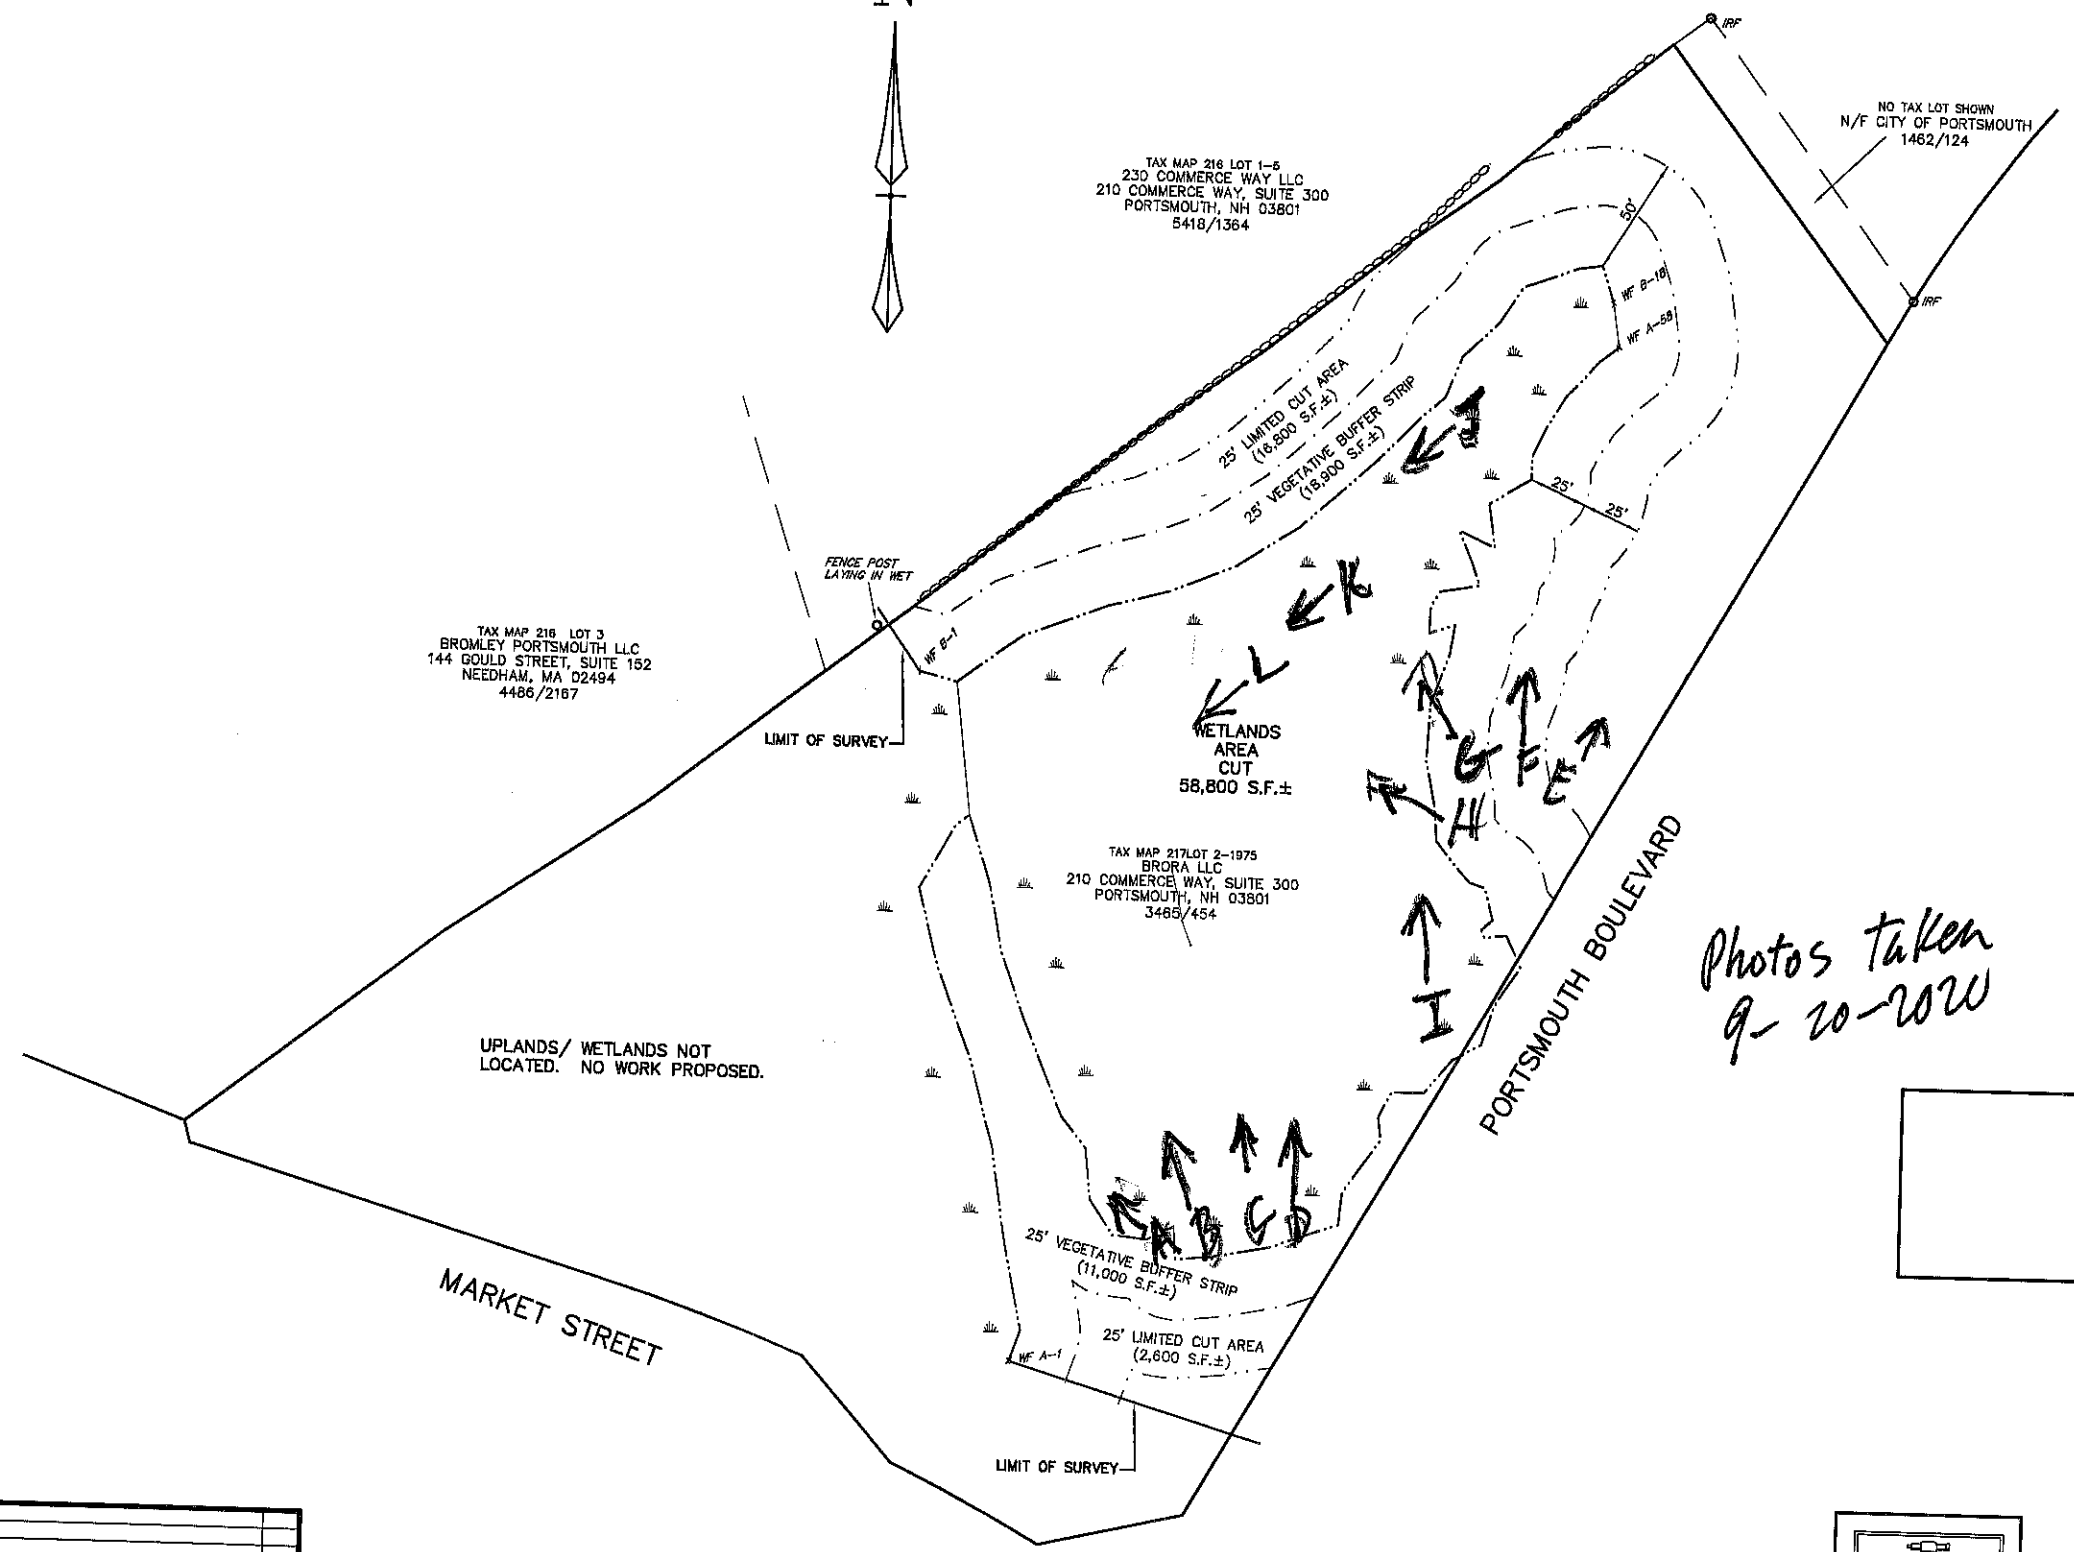 IRF
NO TAX LOT SHOWN
N/F CITY OF PORTSMOUTH
1462/124
TAX MAP 216 LOT 1-5
230 COMMERCE WAY LLC
210 COMMERCE WAY, SUITE 300
PORTSMOUTH, NH 03801
5418/1364
50'
WF B-18
IRF
WF A-58
25' LIMITED CUT AREA
(16,800 S.F.±)
25' VEGETATIVE BUFFER STRIP
(18,900 S.F.±)
J
25'
25'
FENCE POST
LAYING IN WET
K
TAX MAP 216 LOT 3
BROMLEY PORTSMOUTH LLC
144 GOULD STREET, SUITE 152
NEEDHAM, MA 02494
4486/2167
WF B-1
L
LIMIT OF SURVEY
WETLANDS
AREA
CUT
58,800 S.F.±
G F E
H
TAX MAP 217LOT 2-1975
BRORA LLC
210 COMMERCE WAY, SUITE 300
PORTSMOUTH, NH 03801
3465/454
PORTSMOUTH BOULEVARD
Photos taken
9-20-2020
I
UPLANDS/ WETLANDS NOT
LOCATED. NO WORK PROPOSED.
A B C D
25' VEGETATIVE BUFFER STRIP
(11,000 S.F.±)
MARKET STREET
25' LIMITED CUT AREA
(2,600 S.F.±)
WF A-1
LIMIT OF SURVEY